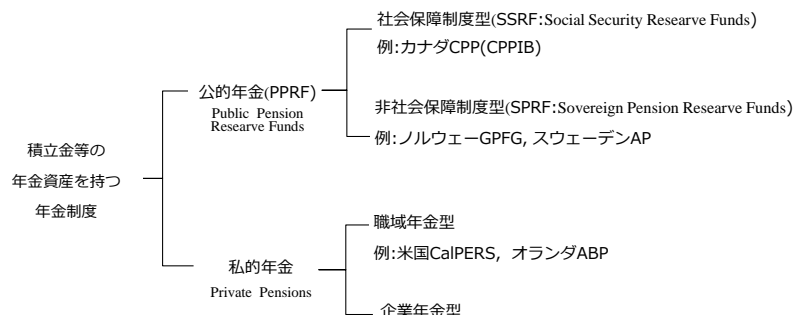 社会保障制度型(SSRF:Social Security Researve Funds)
例:カナダCPP(CPPIB)
公的年金(PPRF)
Public Pension
Researve Funds
非社会保障制度型(SPRF:Sovereign Pension Researve Funds)
例:ノルウェーGPFG, スウェーデンAP
積立金等の
年金資産を持つ
年金制度
職域年金型
例:米国CalPERS, オランダABP
私的年金
Private Pensions
企業年金型